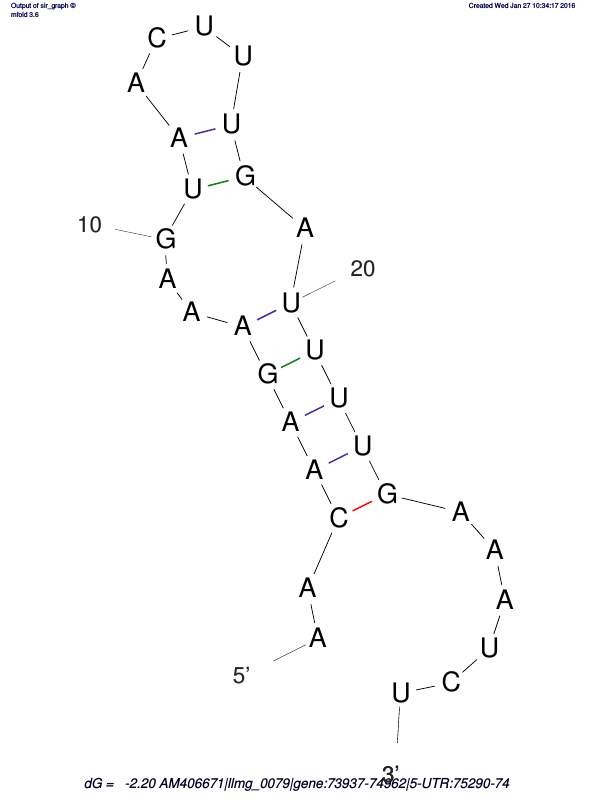 Output of sir_graph ©
mfold 3.6
Created Wed Jan 27 10:34:17 2016
C U
A U
A U
U G
10 G A
A
A A U 20
G U
A U
A U
C G A
A
A A
A U
5’ U C
3’
dG = -2.20 AM406671|llmg_0079|gene:73937-74962|5-UTR:75290-74